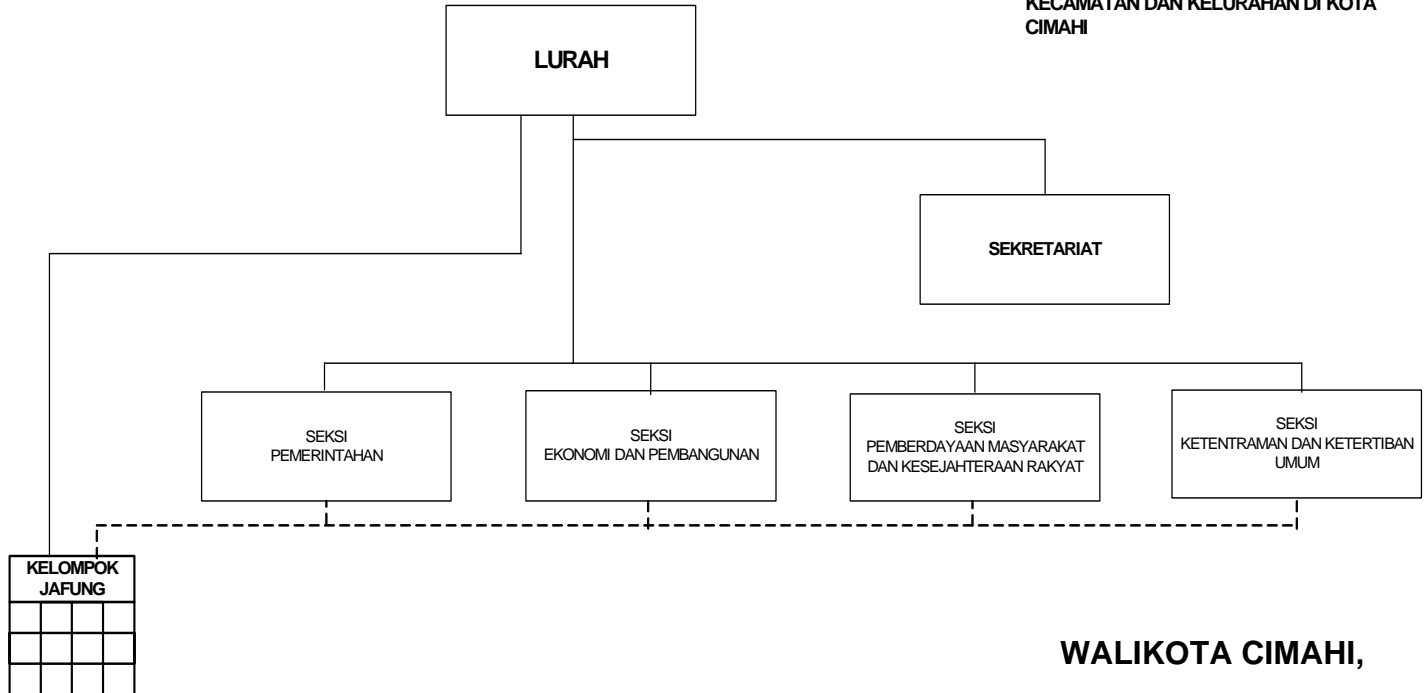 KECAMATAN DAN KELURAHAN DI KOTA
CIMAHI
LURAH
SEKRETARIAT
SEKSI
PEMERINTAHAN
SEKSI
EKONOMI DAN PEMBANGUNAN
SEKSI
PEMBERDAYAAN MASYARAKAT
DAN KESEJAHTERAAN RAKYAT
SEKSI
KETENTRAMAN DAN KETERTIBAN
UMUM
KELOMPOK
JAFUNG
WALIKOTA CIMAHI,